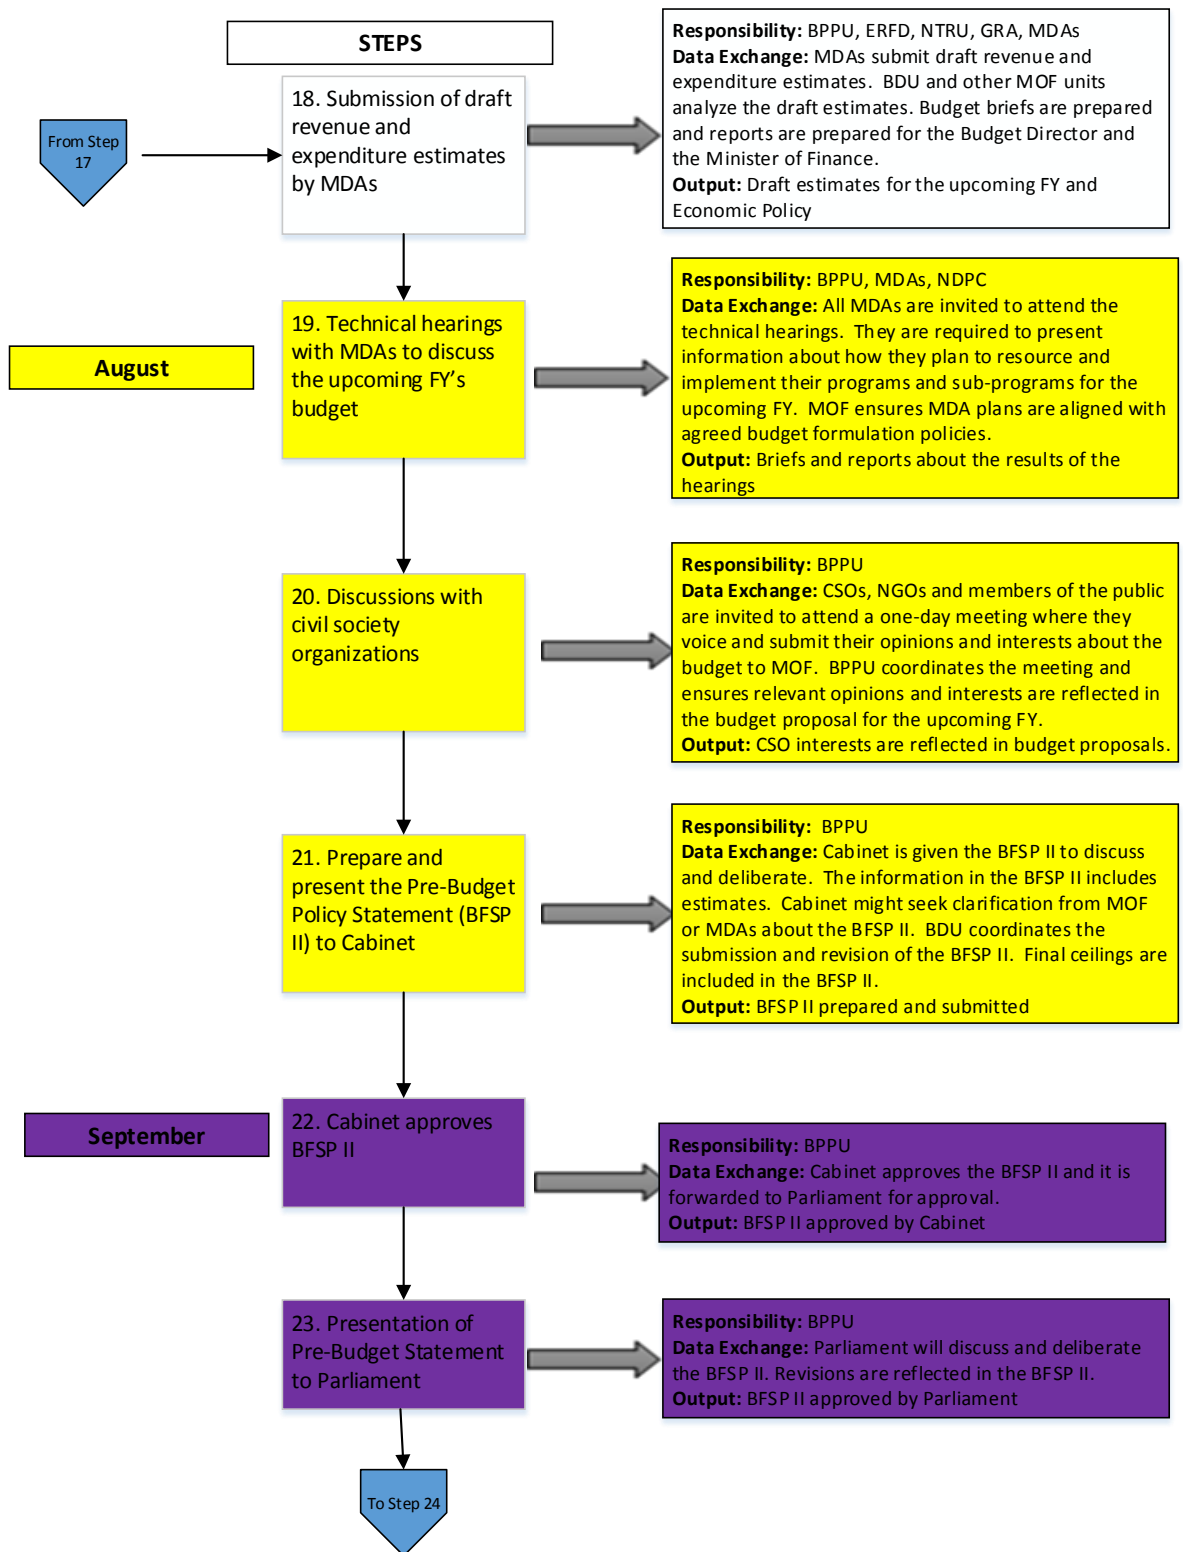 STEPS
From Step
17
18. Submission of draft
revenue and
expenditure estimates
by MDAs
Responsibility: BPPU, ERFD, NTRU, GRA, MDAs
Data Exchange: MDAs submit draft revenue and
expenditure estimates. BDU and other MOF units
analyze the draft estimates. Budget briefs are prepared
and reports are prepared for the Budget Director and
the Minister of Finance.
Output: Draft estimates for the upcoming FY and
Economic Policy
August
19. Technical hearings
with MDAs to discuss
the upcoming FY's
budget
Responsibility: BPPU, MDAs, NDPC
Data Exchange: All MDAs are invited to attend the
technical hearings. They are required to present
information about how they plan to resource and
implement their programs and sub-programs for the
upcoming FY. MOF ensures MDA plans are aligned with
agreed budget formulation policies.
Output: Briefs and reports about the results of the
hearings
20. Discussions with
civil society
organizations
Responsibility: BPPU
Data Exchange: CSOs, NGOs and members of the public
are invited to attend a one-day meeting where they
voice and submit their opinions and interests about the
budget to MOF. BPPU coordinates the meeting and
ensures relevant opinions and interests are reflected in
the budget proposal for the upcoming FY.
Output: CSO interests are reflected in budget proposals.
21. Prepare and
present the Pre-Budget
Policy Statement (BFSP
II) to Cabinet
Responsibility: BPPU
Data Exchange: Cabinet is given the BFSP II to discuss
and deliberate. The information in the BFSP II includes
estimates. Cabinet might seek clarification from MOF
or MDAs about the BFSP II. BDU coordinates the
submission and revision of the BFSP II. Final ceilings are
included in the BFSP II.
Output: BFSP II prepared and submitted
September
22. Cabinet approves
BFSP II
Responsibility: BPPU
Data Exchange: Cabinet approves the BFSP II and it is
forwarded to Parliament for approval.
Output: BFSP II approved by Cabinet
23. Presentation of
Pre-Budget Statement
to Parliament
Responsibility: BPPU
Data Exchange: Parliament will discuss and deliberate
the BFSP II. Revisions are reflected in the BFSP II.
Output: BFSP II approved by Parliament
To Step 24